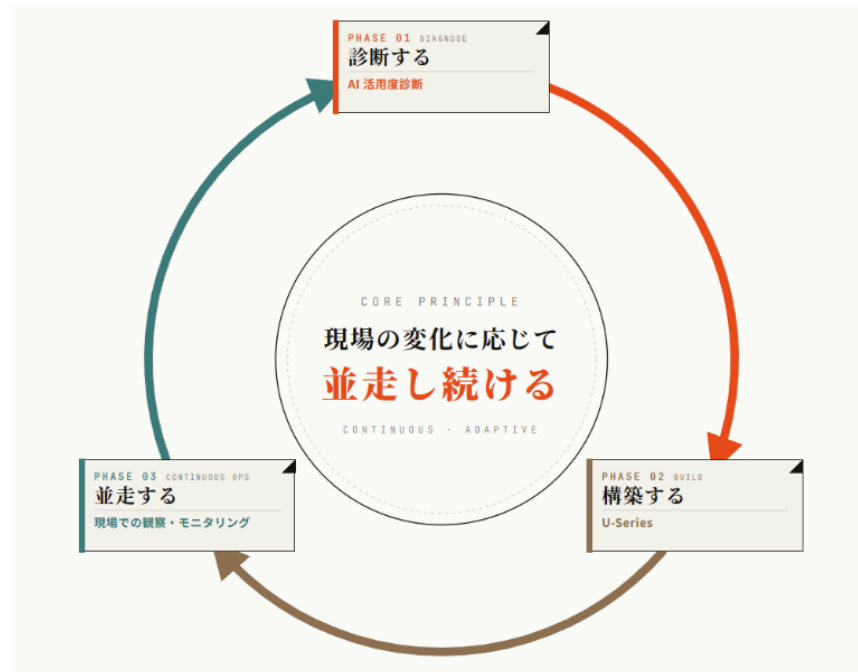 PHASE 01 DIAGNOSE
診断する
AI 活用度診断
CORE PRINCIPLE
現場の変化に応じて
並走し続ける
CONTINUOUS · ADAPTIVE
PHASE 03 CONTINUOUS OPS
並走する
現場での観察・モニタリング
PHASE 02 BUILD
構築する
U-Series